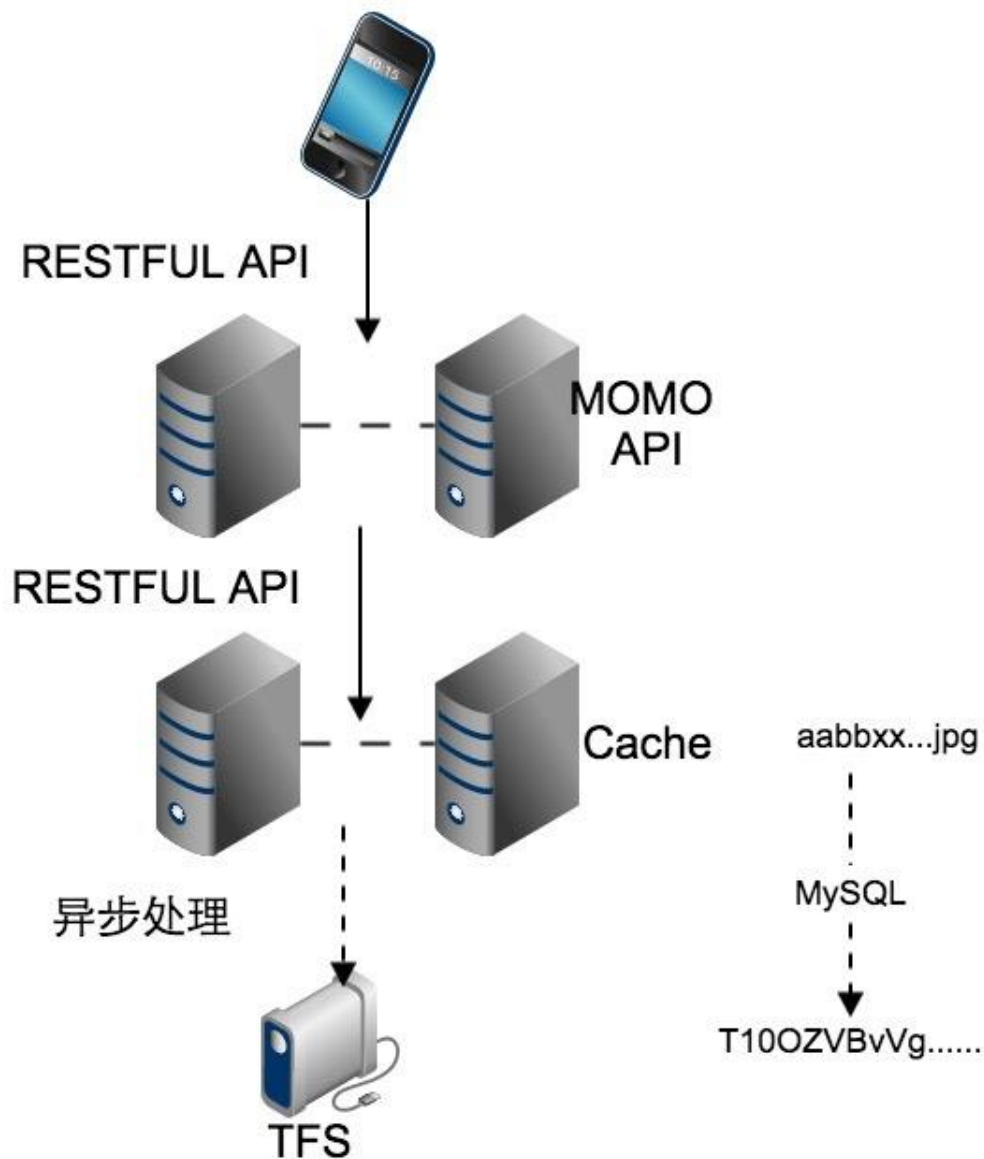 10:15
RESTFUL API
MOMO
API
RESTFUL API
Cache
aabbxx...jpg
异步处理
MySQL
T10OZVBvVg......
TFS